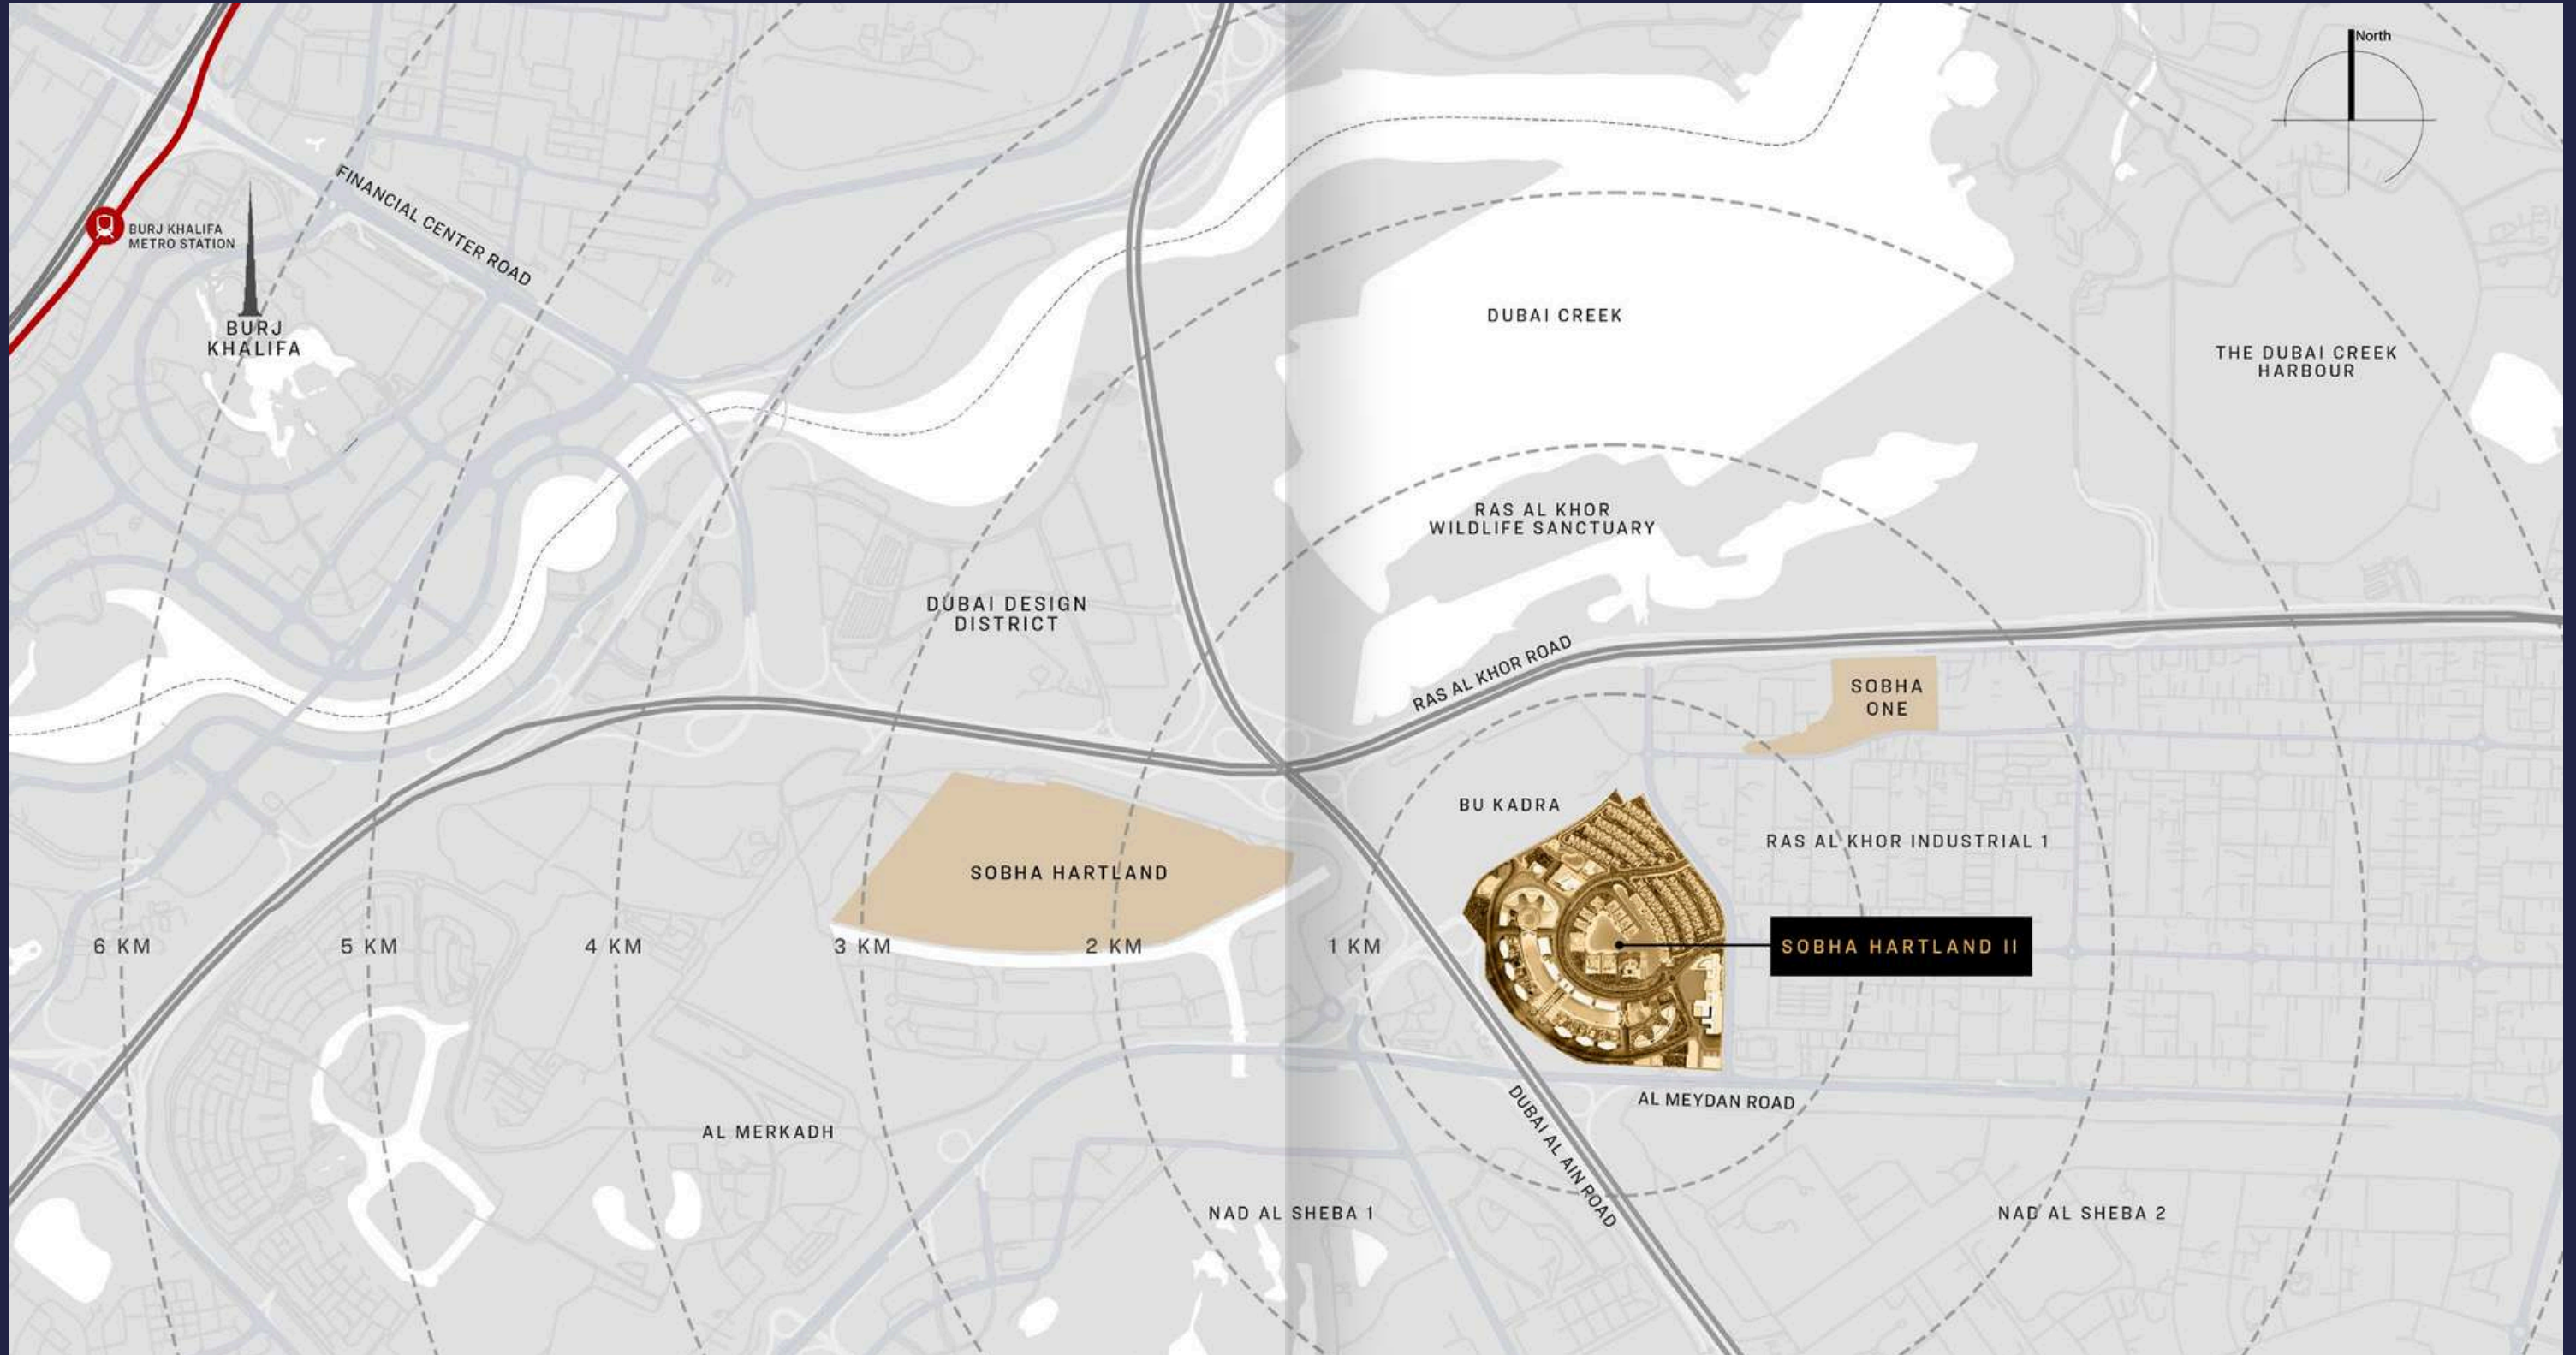 North
FINANCIAL CENTER ROAD
BURJ KHALIFA
METRO STATION
BURJ
KHALIFA
DUBAI CREEK
THE DUBAI CREEK
HARBOUR
RAS AL KHOR
WILDLIFE SANCTUARY
DUBAI DESIGN
DISTRICT
RAS AL KHOR ROAD
SOBHA
ONE
BU KADRA
RAS AL KHOR INDUSTRIAL 1
SOBHA HARTLAND
6 KM
5 KM
4 KM
3 KM
2 KM
1 KM
SOBHA HARTLAND II
AL MEYDAN ROAD
DUBAI AL AIN ROAD
AL MERKADH
NAD AL SHEBA 1
NAD AL SHEBA 2